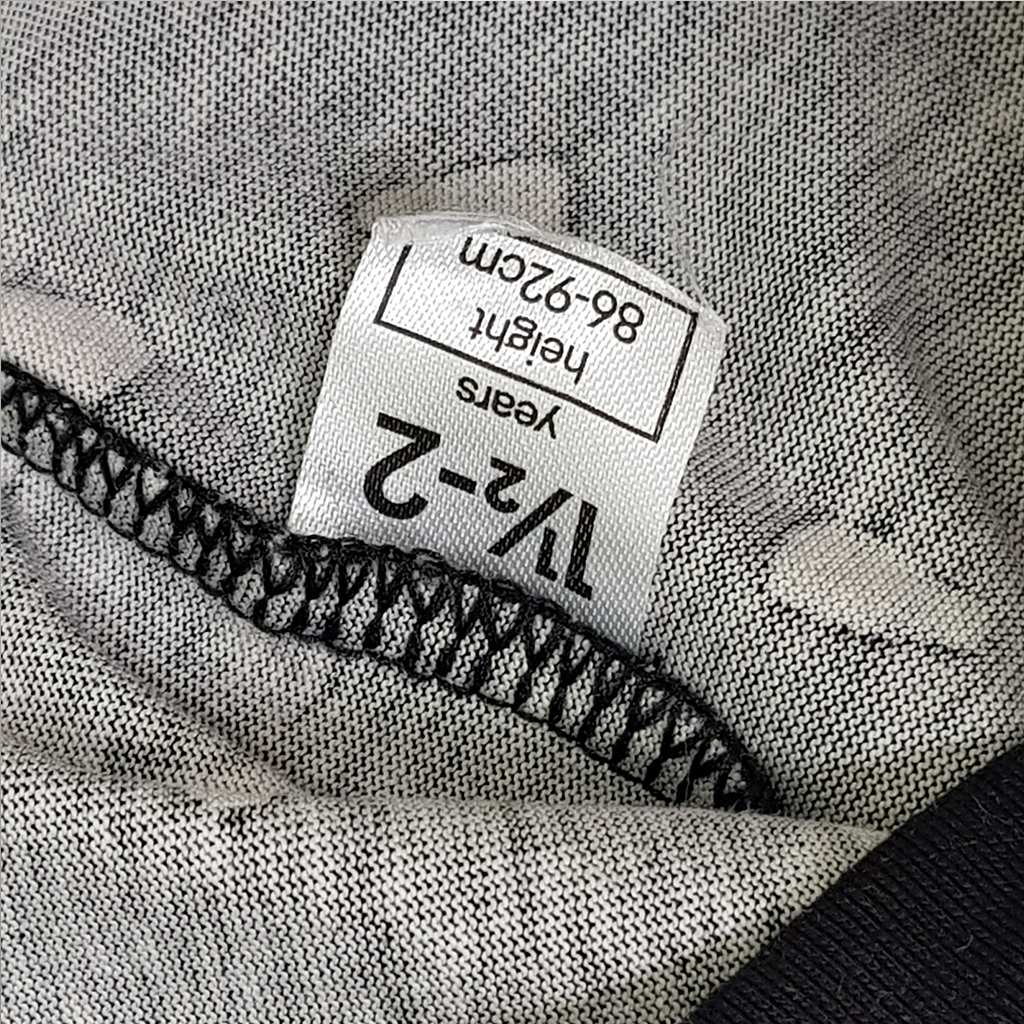 1½-2
years
height
86-92cm